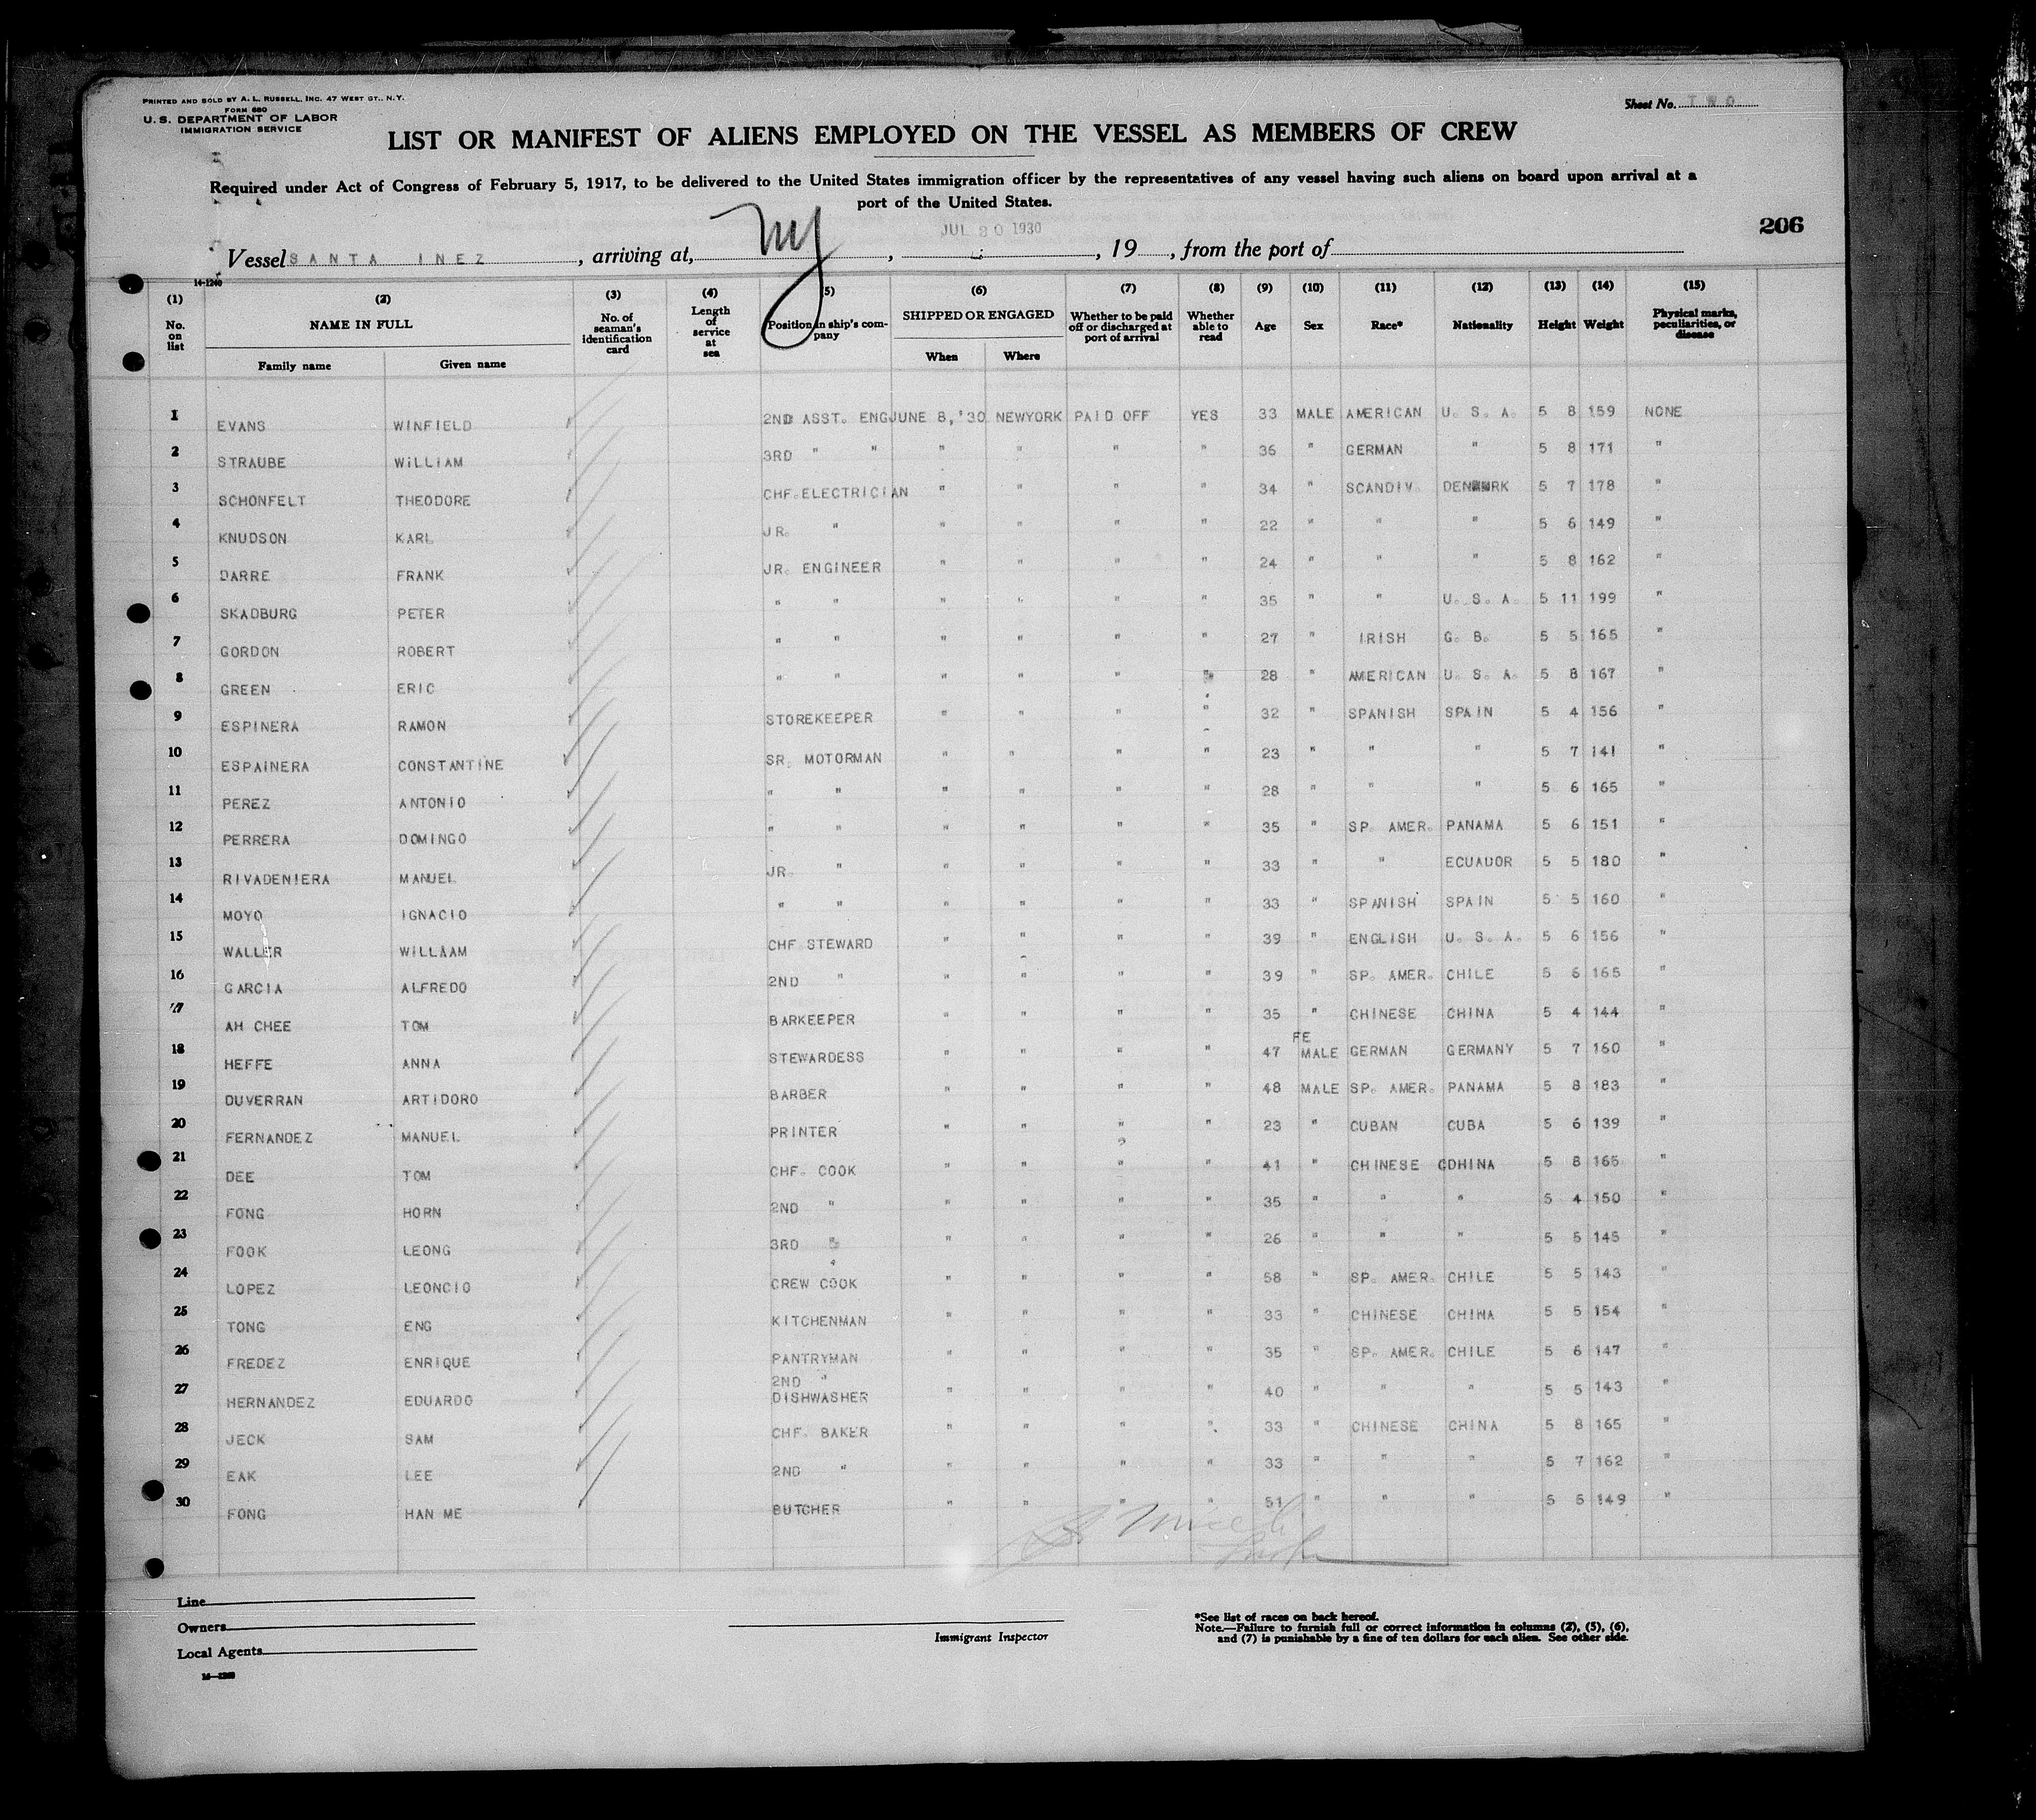 PRINTED AND SOLD BY A. L. RUSSELL, INC. 47 WEST ST., N.Y.
FORM 680
U. S. DEPARTMENT OF LABOR
IMMIGRATION SERVICE
Sheet No. TWO
LIST OR MANIFEST OF ALIENS EMPLOYED ON THE VESSEL AS MEMBERS OF CREW
Required under Act of Congress of February 5, 1917, to be delivered to the United States immigration officer by the representatives of any vessel having such aliens on board upon arrival at a
port of the United States.
206
JUL 20 1930
Vessel SANTA INEZ, arriving at, NY, , 19 , from the port of
14-1240
(1) No. on list (2) NAME IN FULL Family name Given name (3) No. of seaman's identification card (4) Length of service at sea (5) Position in ship's company (6) SHIPPED OR ENGAGED When Where (7) Whether to be paid off or discharged at port of arrival (8) Whether able to read (9) Age (10) Sex (11) Race* (12) Nationality (13) Height (14) Weight (15) Physical marks, peculiarities, or disease
1 EVANS WINFIELD 2ND ASST. ENG JUNE 8,'30 NEWYORK PAID OFF YES 33 MALE AMERICAN U. S. A. 5 8 159 NONE
2 STRAUBE WILLIAM 3RD " " " " " " 36 " GERMAN " 5 8 171 "
3 SCHONFELT THEODORE CHF.ELECTRICIAN " " " " 34 " SCANDIV. DENMARK 5 7 178 "
4 KNUDSON KARL JR. " " " " " 22 " " " 5 6 149 "
5 DARRE FRANK JR. ENGINEER " " " " 24 " " " 5 8 162 "
6 SKADBURG PETER " " " " " " 35 " " U. S. A. 5 11 199 "
7 GORDON ROBERT " " " " " " 27 " IRISH G. B. 5 5 165 "
8 GREEN ERIC " " " " " " 28 " AMERICAN U. S. A. 5 8 167 "
9 ESPINERA RAMON STOREKEEPER " " " " 32 " SPANISH SPAIN 5 4 156 "
10 ESPAINERA CONSTANTINE SR. MOTORMAN " " " " 23 " " " 5 7 141 "
11 PEREZ ANTONIO " " " " " " 28 " " " 5 6 165 "
12 PERRERA DOMINGO " " " " " " 35 " SP. AMER. PANAMA 5 6 151 "
13 RIVADENIERA MANUEL JR. " " " " " 33 " " ECUADOR 5 5 180 "
14 MOYO IGNACIO " " " " " " 33 " SPANISH SPAIN 5 5 160 "
15 WALLER WILLAAM CHF STEWARD " " " " 39 " ENGLISH U. S. A. 5 6 156 "
16 GARCIA ALFREDO 2ND " " " " " 39 " SP. AMER. CHILE 5 6 165 "
17 AH CHEE TOM BARKEEPER " " " " 35 " CHINESE CHINA 5 4 144 "
18 HEFFE ANNA STEWARDESS " " " " 47 FE MALE GERMAN GERMANY 5 7 160 "
19 DUVERRAN ARTIDORO BARBER " " " " 48 MALE SP. AMER. PANAMA 5 8 183 "
20 FERNANDEZ MANUEL PRINTER " " " " 23 " CUBAN CUBA 5 6 139 "
21 DEE TOM CHF. COOK " " " " 41 " CHINESE CHINA 5 8 165 "
22 FONG HORN 2ND " " " " " 35 " " " 5 4 150 "
23 FOOK LEONG 3RD " " " " " 26 " " " 5 5 145 "
24 LOPEZ LEONCIO CREW COOK " " " " 58 " SP. AMER. CHILE 5 5 143 "
25 TONG ENG KITCHENMAN " " " " 33 " CHINESE CHINA 5 5 154 "
26 FREDEZ ENRIQUE PANTRYMAN " " " " 35 " SP. AMER. CHILE 5 6 147 "
27 HERNANDEZ EDUARDO 2ND " DISHWASHER " " " " 40 " " " 5 5 143 "
28 JECK SAM CHF. BAKER " " " " 33 " CHINESE CHINA 5 8 165 "
29 EAK LEE 2ND " " " " " 33 " " " 5 7 162 "
30 FONG HAN ME BUTCHER " " " " 51 " " " 5 5 149 "
Line
Owners
Local Agents
Immigrant Inspector
*See list of races on back hereof.
Note.—Failure to furnish full or correct information in columns (2), (5), (6),
and (7) is punishable by a fine of ten dollars for each alien. See other side.